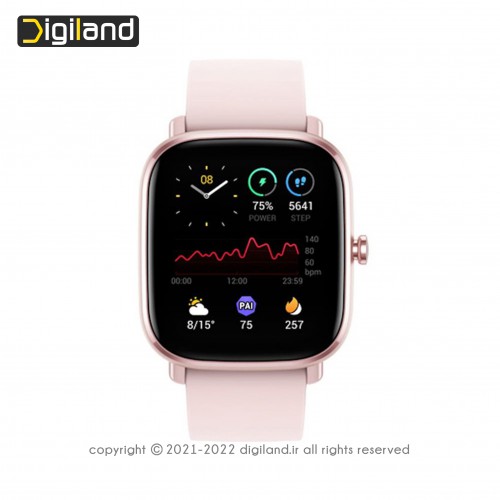 Digiland
08
75% 5641
POWER STEP
140
80
60
bpm
00:00 12:00 23:59
PAI
8/15° 75 257
copyright © 2021-2022 digiland.ir all rights reserved